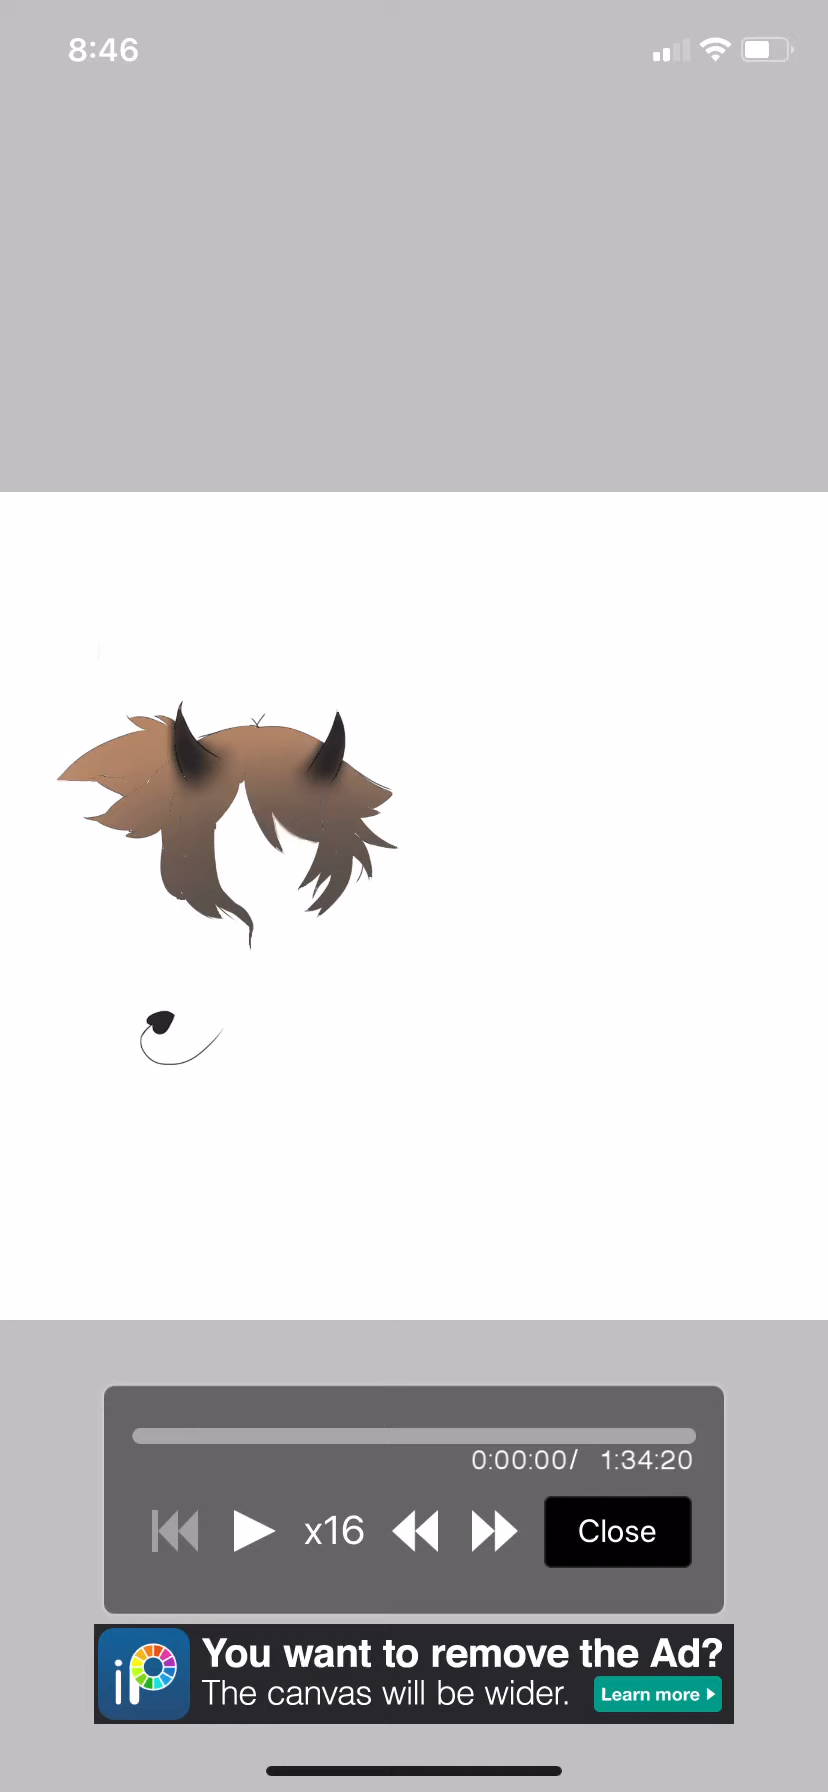 8:46
0:00:00/ 1:34:20
x16
Close
iP
You want to remove the Ad?
The canvas will be wider.
Learn more